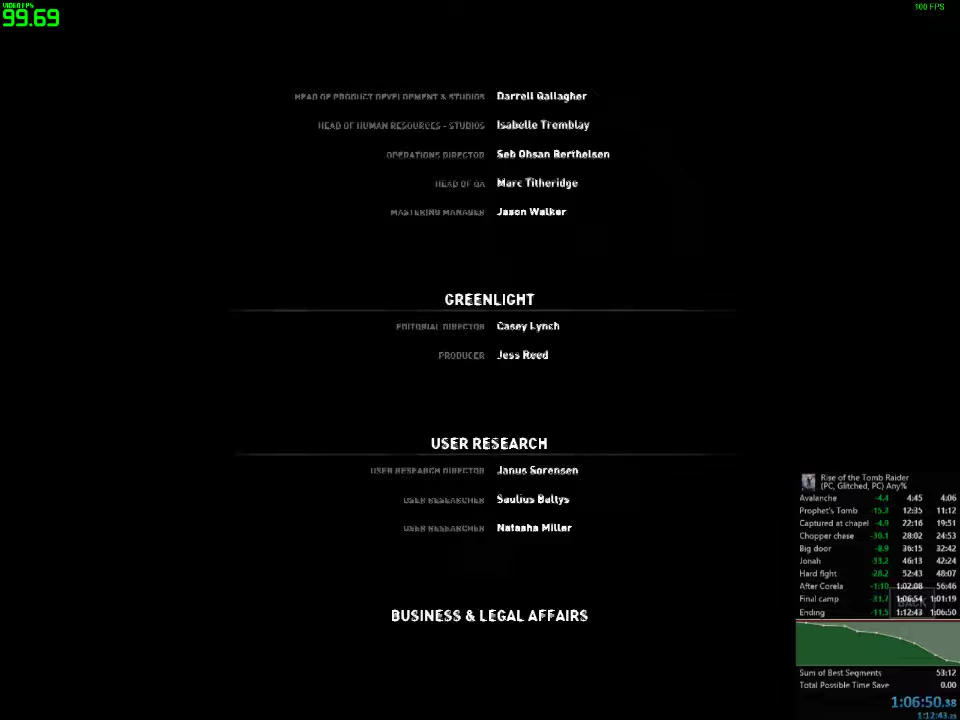 VIDEO FPS
99.69
100 FPS
HEAD OF PRODUCT DEVELOPMENT & STUDIOS Darrell Gallagher
HEAD OF HUMAN RESOURCES - STUDIOS Isabelle Tremblay
OPERATIONS DIRECTOR Seb Ohsan Berthelsen
HEAD OF QA Marc Titheridge
MASTERING MANAGER Jason Walker
GREENLIGHT
EDITORIAL DIRECTOR Casey Lynch
PRODUCER Jess Reed
USER RESEARCH
USER RESEARCH DIRECTOR Janus Sorensen
USER RESEARCHER Saulius Baltys
USER RESEARCHER Natasha Miller
BUSINESS & LEGAL AFFAIRS
Rise of the Tomb Raider
(PC, Glitched, PC) Any%
Avalanche -4.4 4:45 4:06
Prophet's Tomb -15.2 12:35 11:12
Captured at chapel -4.9 22:16 19:51
Chopper chase -30.1 28:02 24:53
Big door -8.9 36:15 32:42
Jonah -33.2 46:13 42:24
Hard fight -28.2 52:43 48:07
After Corela -1:10 1:02:08 56:46
Final camp -31.7 1:06:54 1:01:19
BACK
Ending -11.5 1:12:43 1:06:50
Sum of Best Segments 53:12
Total Possible Time Save 0.00
1:06:50.38
1:12:43.23